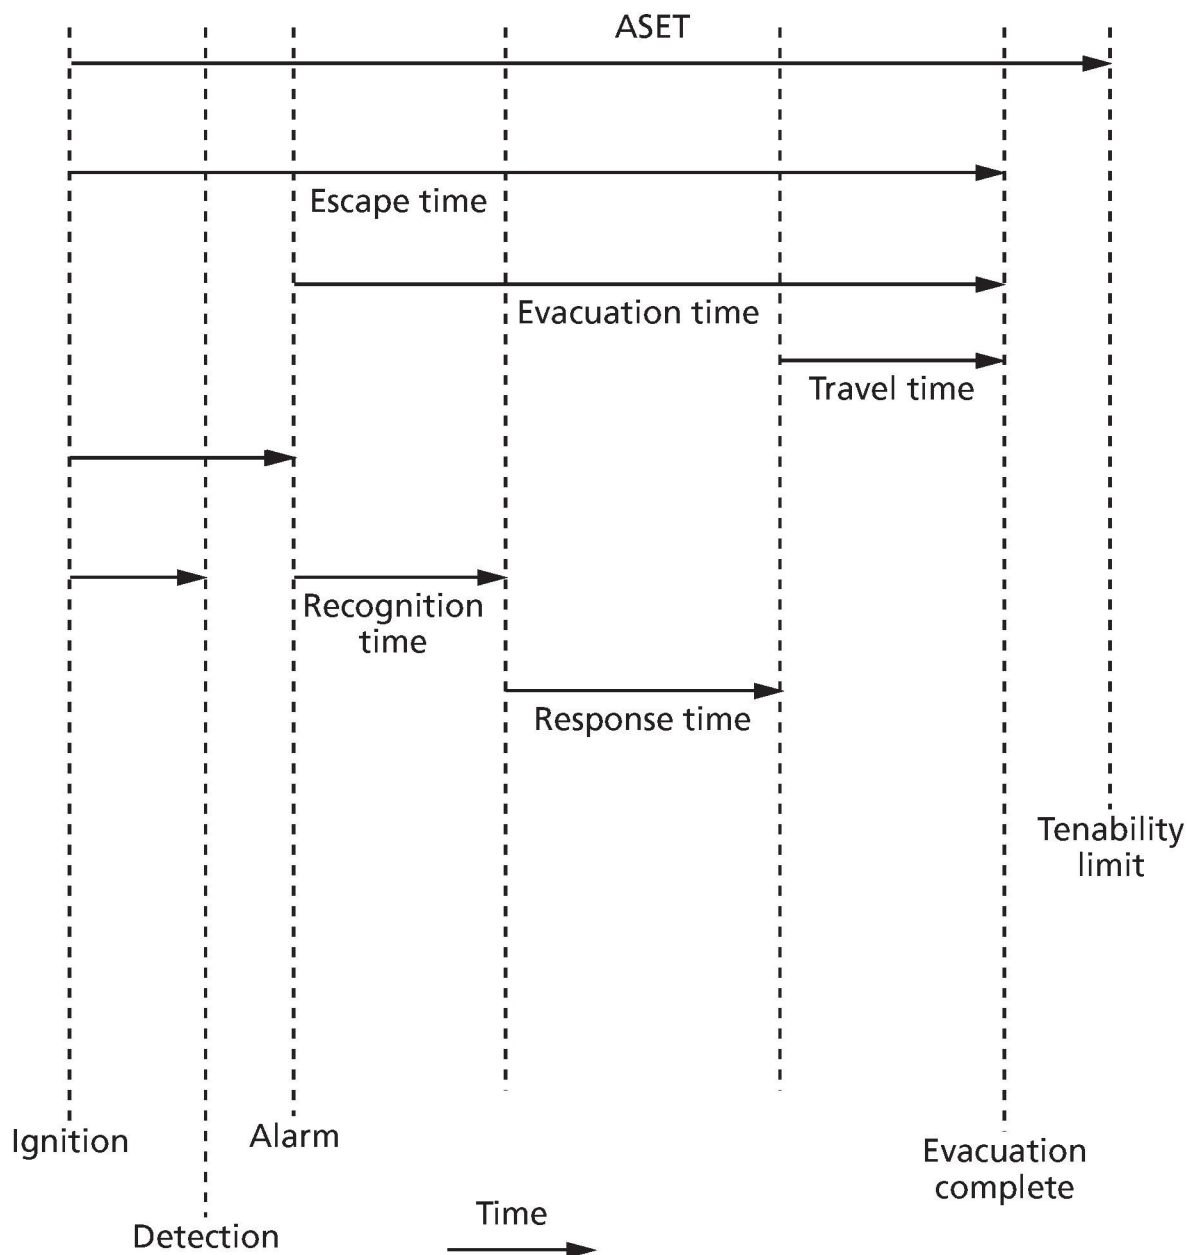 ASET
Escape time
Evacuation time
Travel time
Recognition
time
Response time
Tenability
limit
Ignition
Alarm
Evacuation
complete
Detection
Time